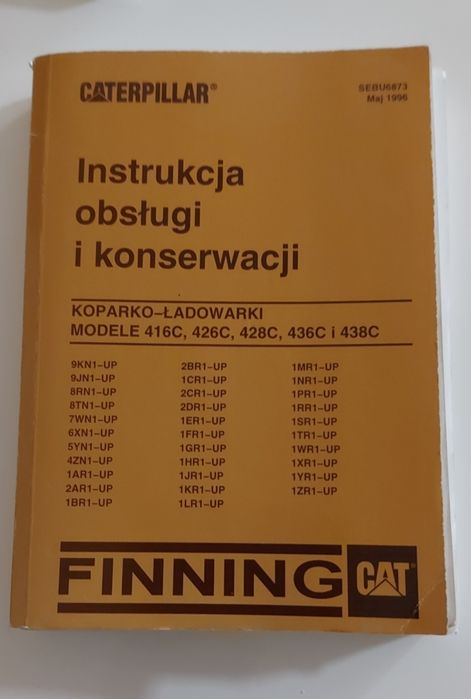 CATERPILLAR®
SEBU6873
Maj 1996
Instrukcja
obsługi
i konserwacji
KOPARKO–ŁADOWARKI
MODELE 416C, 426C, 428C, 436C i 438C
9KN1–UP
9JN1–UP
8RN1–UP
8TN1–UP
7WN1–UP
6XN1–UP
5YN1–UP
4ZN1–UP
1AR1–UP
2AR1–UP
1BR1–UP
2BR1–UP
1CR1–UP
2CR1–UP
2DR1–UP
1ER1–UP
1FR1–UP
1GR1–UP
1HR1–UP
1JR1–UP
1KR1–UP
1LR1–UP
1MR1–UP
1NR1–UP
1PR1–UP
1RR1–UP
1SR1–UP
1TR1–UP
1WR1–UP
1XR1–UP
1YR1–UP
1ZR1–UP
FINNING
CAT